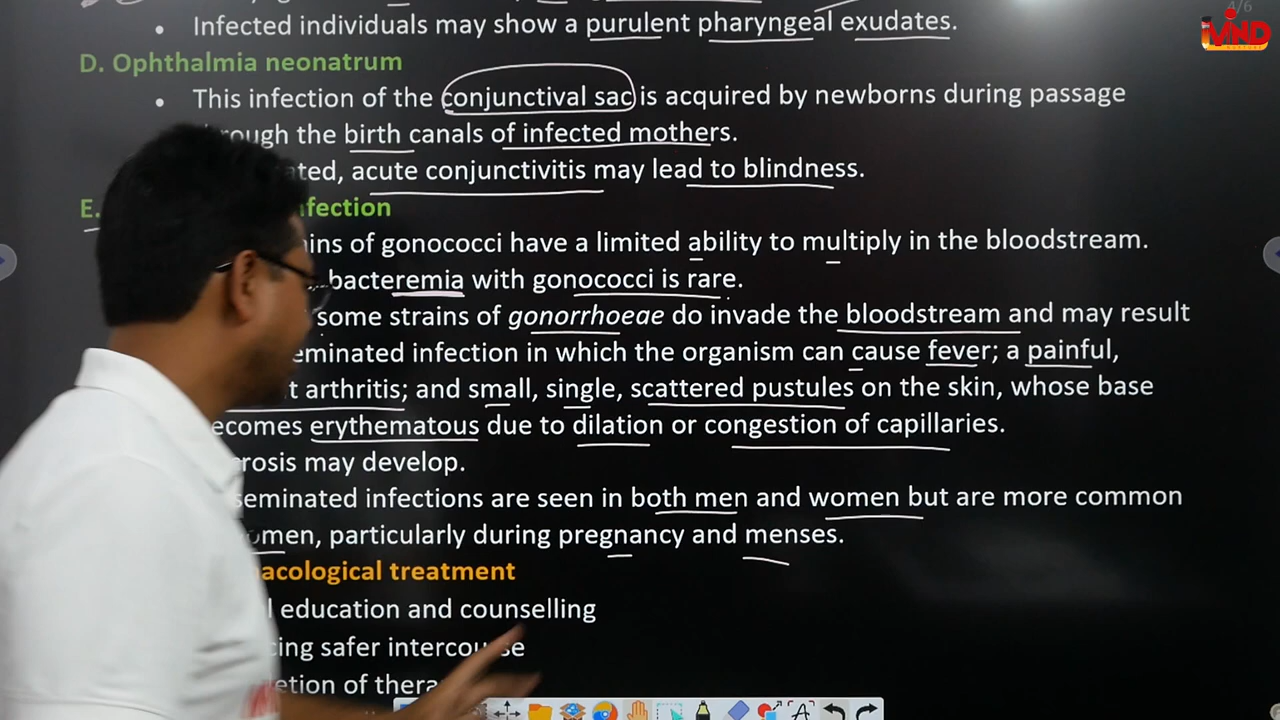 4/6
iMIND
Infected individuals may show a purulent pharyngeal exudates.
D. Ophthalmia neonatrum
This infection of the conjunctival sac is acquired by newborns during passage
rough the birth canals of infected mothers.
ated, acute conjunctivitis may lead to blindness.
E. fection
ins of gonococci have a limited ability to multiply in the bloodstream.
bacteremia with gonococci is rare.
some strains of gonorrhoeae do invade the bloodstream and may result
eminated infection in which the organism can cause fever; a painful,
t arthritis; and small, single, scattered pustules on the skin, whose base
ecomes erythematous due to dilation or congestion of capillaries.
rosis may develop.
seminated infections are seen in both men and women but are more common
omen, particularly during pregnancy and menses.
acological treatment
l education and counselling
cing safer intercourse
etion of thera